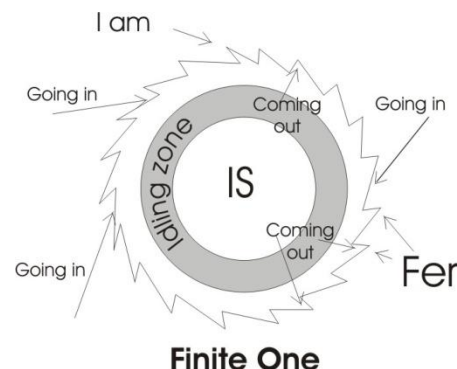 I am
Going in
Coming
out
Going in
Idling zone
IS
Coming
out
Going in
Fer
Finite One